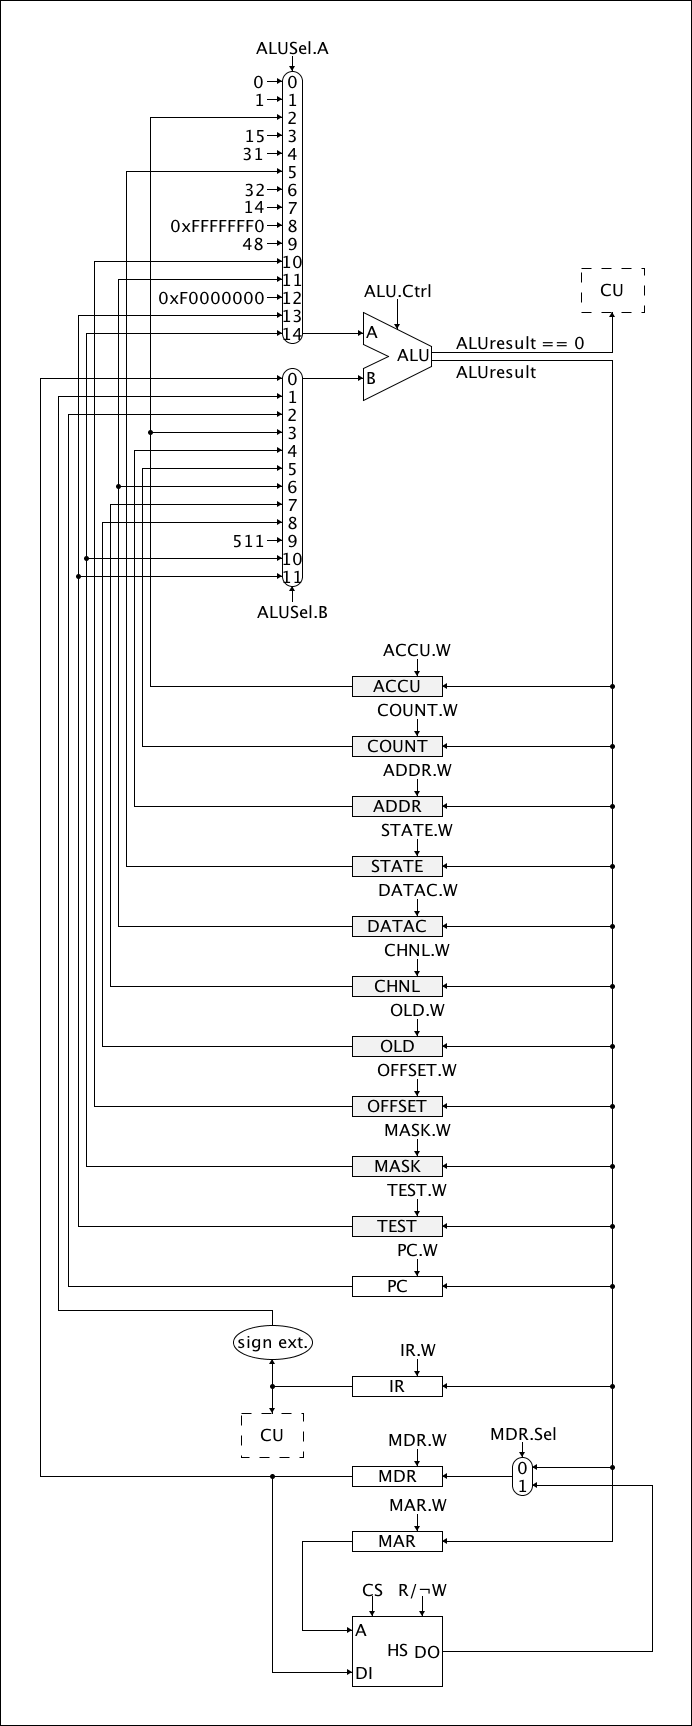 ALUSel.A
0 0
1 1
2
15 3
31 4
5
32 6
14 7
0xFFFFFFF0 8
48 9
10
11
0xF0000000 12
13
14
ALU.Ctrl
CU
A
ALU
B
ALUresult == 0
ALUresult
0
1
2
3
4
5
6
7
8
511 9
10
11
ALUSel.B
ACCU.W
ACCU
COUNT.W
COUNT
ADDR.W
ADDR
STATE.W
STATE
DATAC.W
DATAC
CHNL.W
CHNL
OLD.W
OLD
OFFSET.W
OFFSET
MASK.W
MASK
TEST.W
TEST
PC.W
PC
sign ext.
IR.W
IR
CU
MDR.W
MDR
MDR.Sel
0
1
MAR.W
MAR
CS R/¬W
A
HS DO
DI